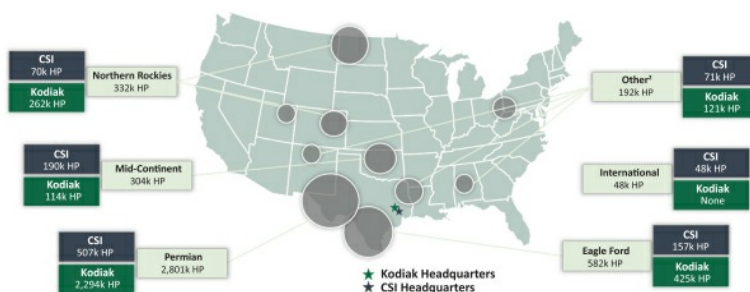 CSI
70k HP
Kodiak
262k HP
Northern Rockies
332k HP
Other²
192k HP
CSI
71k HP
Kodiak
121k HP
CSI
190k HP
Kodiak
114k HP
Mid-Continent
304k HP
International
48k HP
CSI
48k HP
Kodiak
None
CSI
507k HP
Kodiak
2,294k HP
Permian
2,801k HP
Eagle Ford
582k HP
CSI
157k HP
Kodiak
425k HP
Kodiak Headquarters
CSI Headquarters